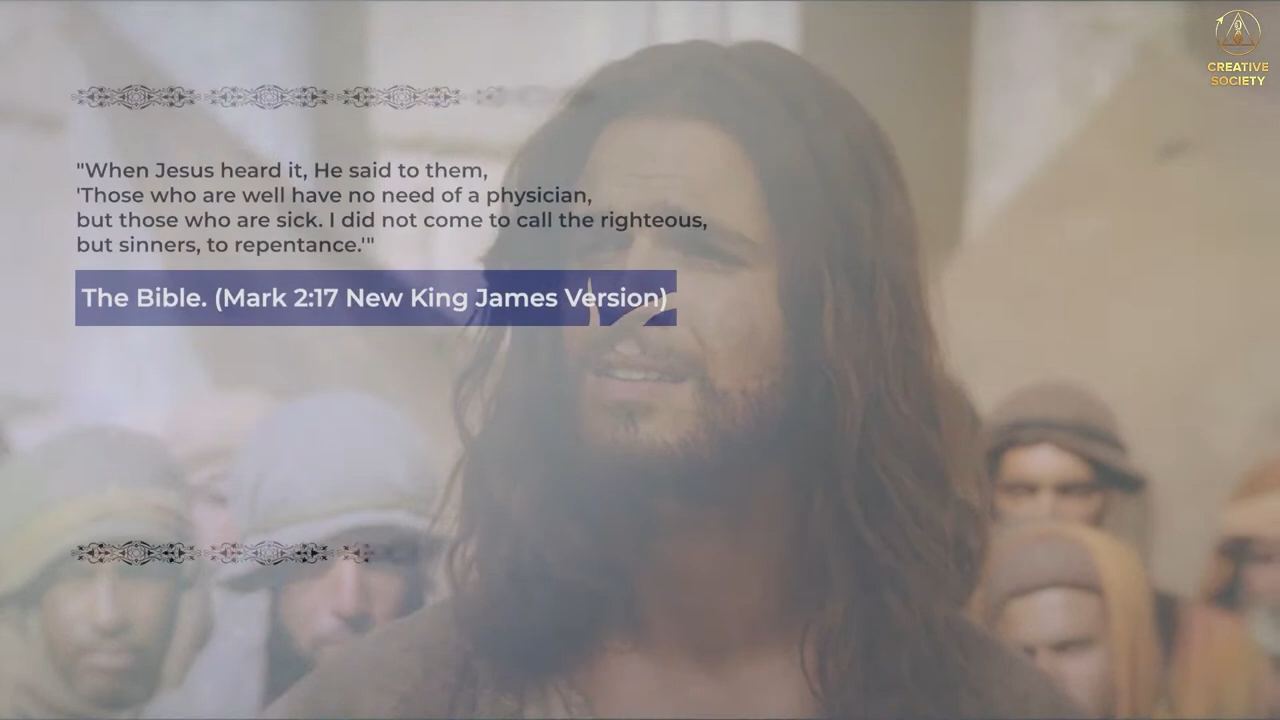 CREATIVE
SOCIETY
"When Jesus heard it, He said to them,
'Those who are well have no need of a physician,
but those who are sick. I did not come to call the righteous,
but sinners, to repentance.'"
The Bible. (Mark 2:17 New King James Version)